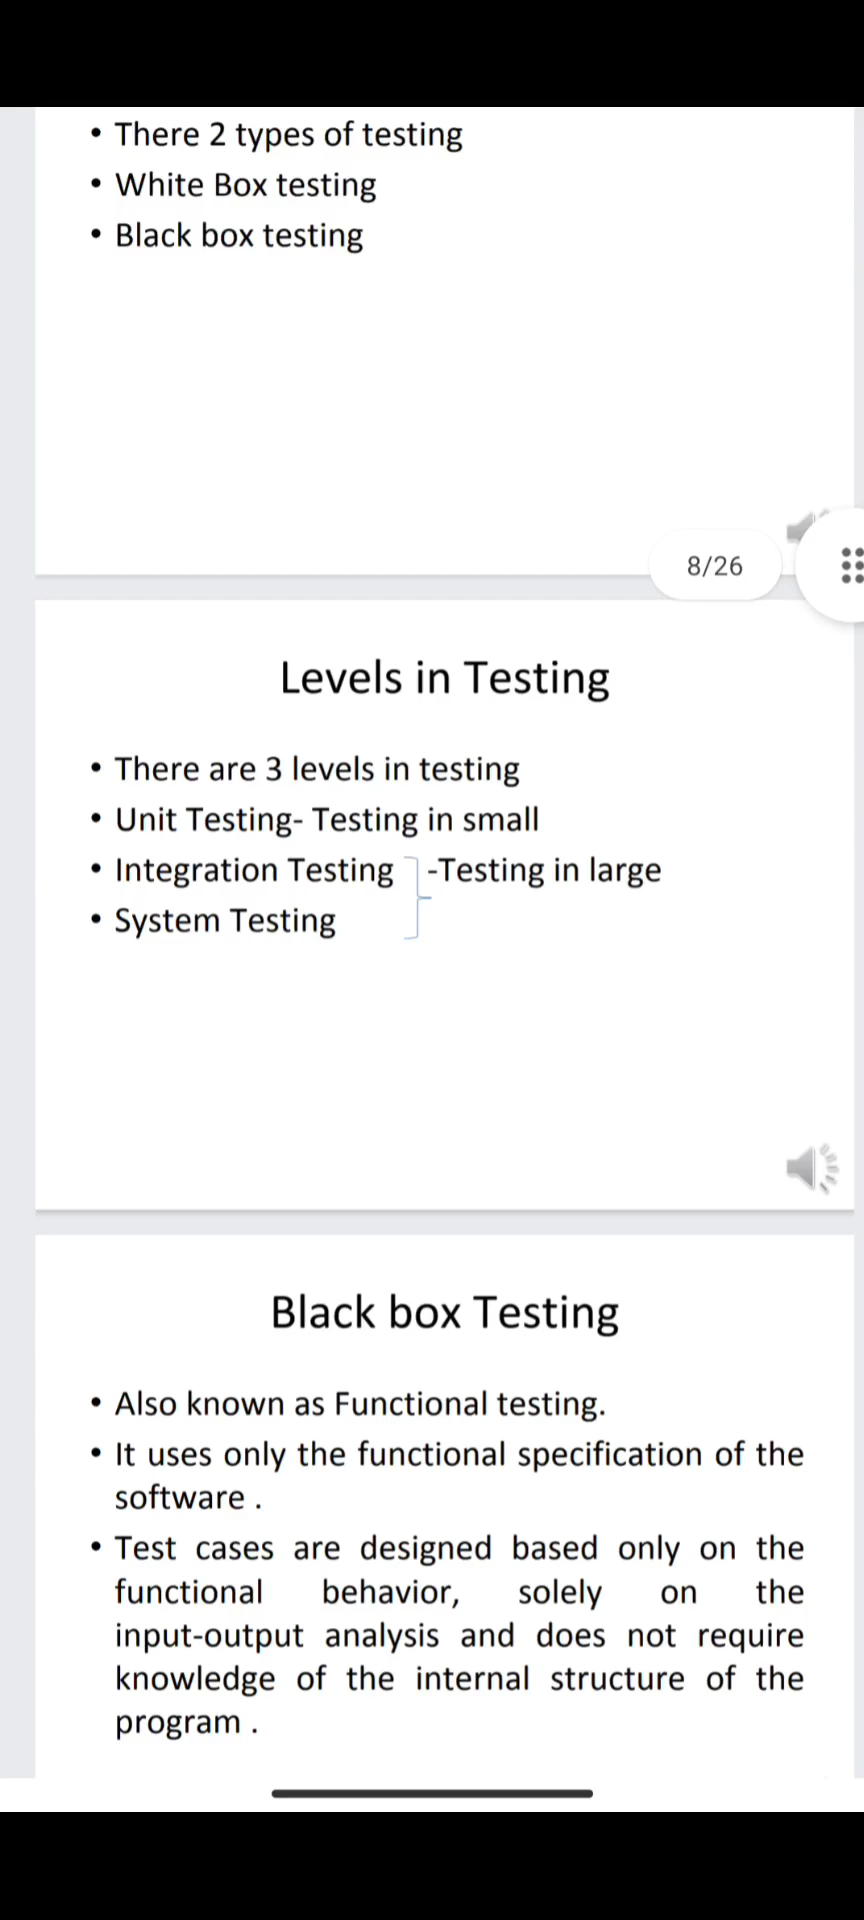 • There 2 types of testing
• White Box testing
• Black box testing
8/26
Levels in Testing
• There are 3 levels in testing
• Unit Testing- Testing in small
• Integration Testing -Testing in large
• System Testing
Black box Testing
• Also known as Functional testing.
• It uses only the functional specification of the
software .
• Test cases are designed based only on the
functional behavior, solely on the
input-output analysis and does not require
knowledge of the internal structure of the
program .